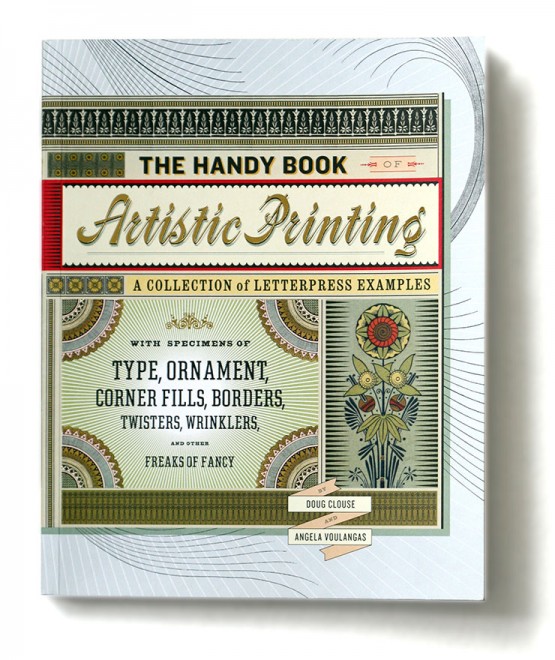 THE HANDY BOOK OF
Artistic Printing
A COLLECTION of LETTERPRESS EXAMPLES
WITH SPECIMENS OF
TYPE, ORNAMENT,
CORNER FILLS, BORDERS,
TWISTERS, WRINKLERS,
AND OTHER
FREAKS OF FANCY
BY
DOUG CLOUSE
AND
ANGELA VOULANGAS